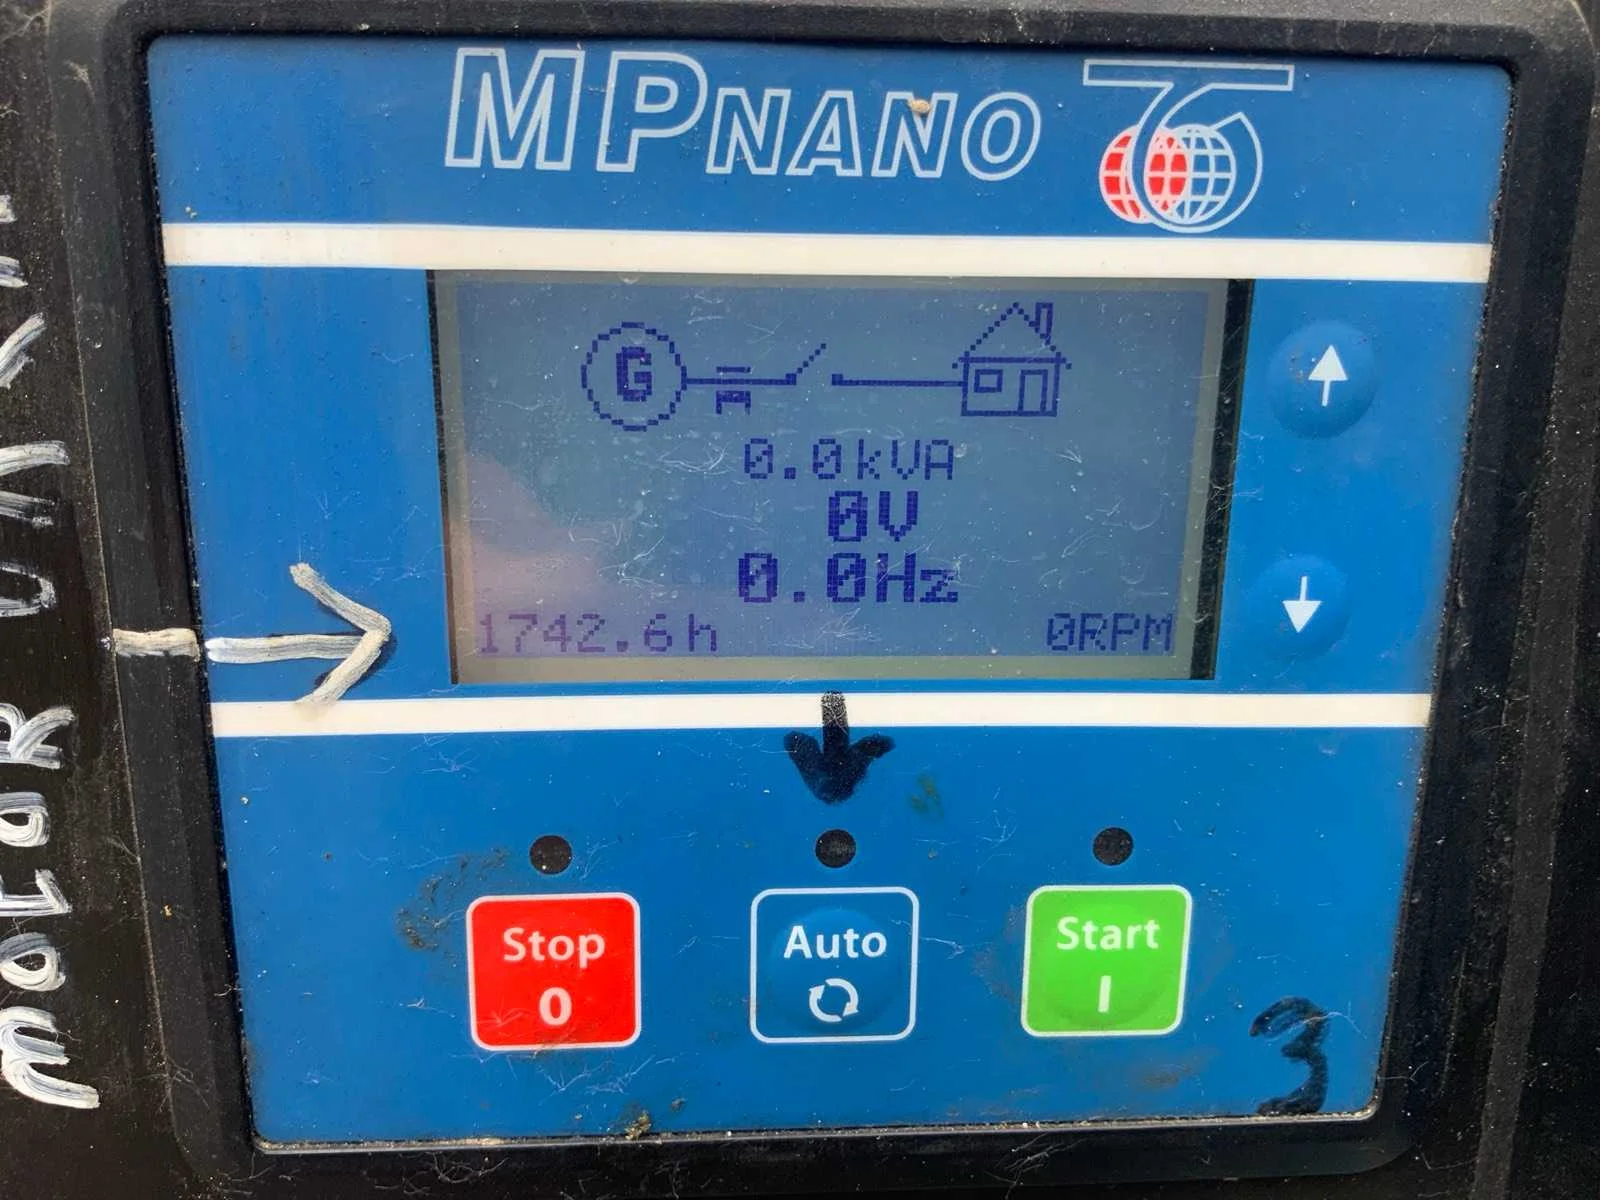 MPNANO
G
0.0kVA
0V
0.0Hz
1742.6h 0RPM
Stop
0
Auto
Start
I
3